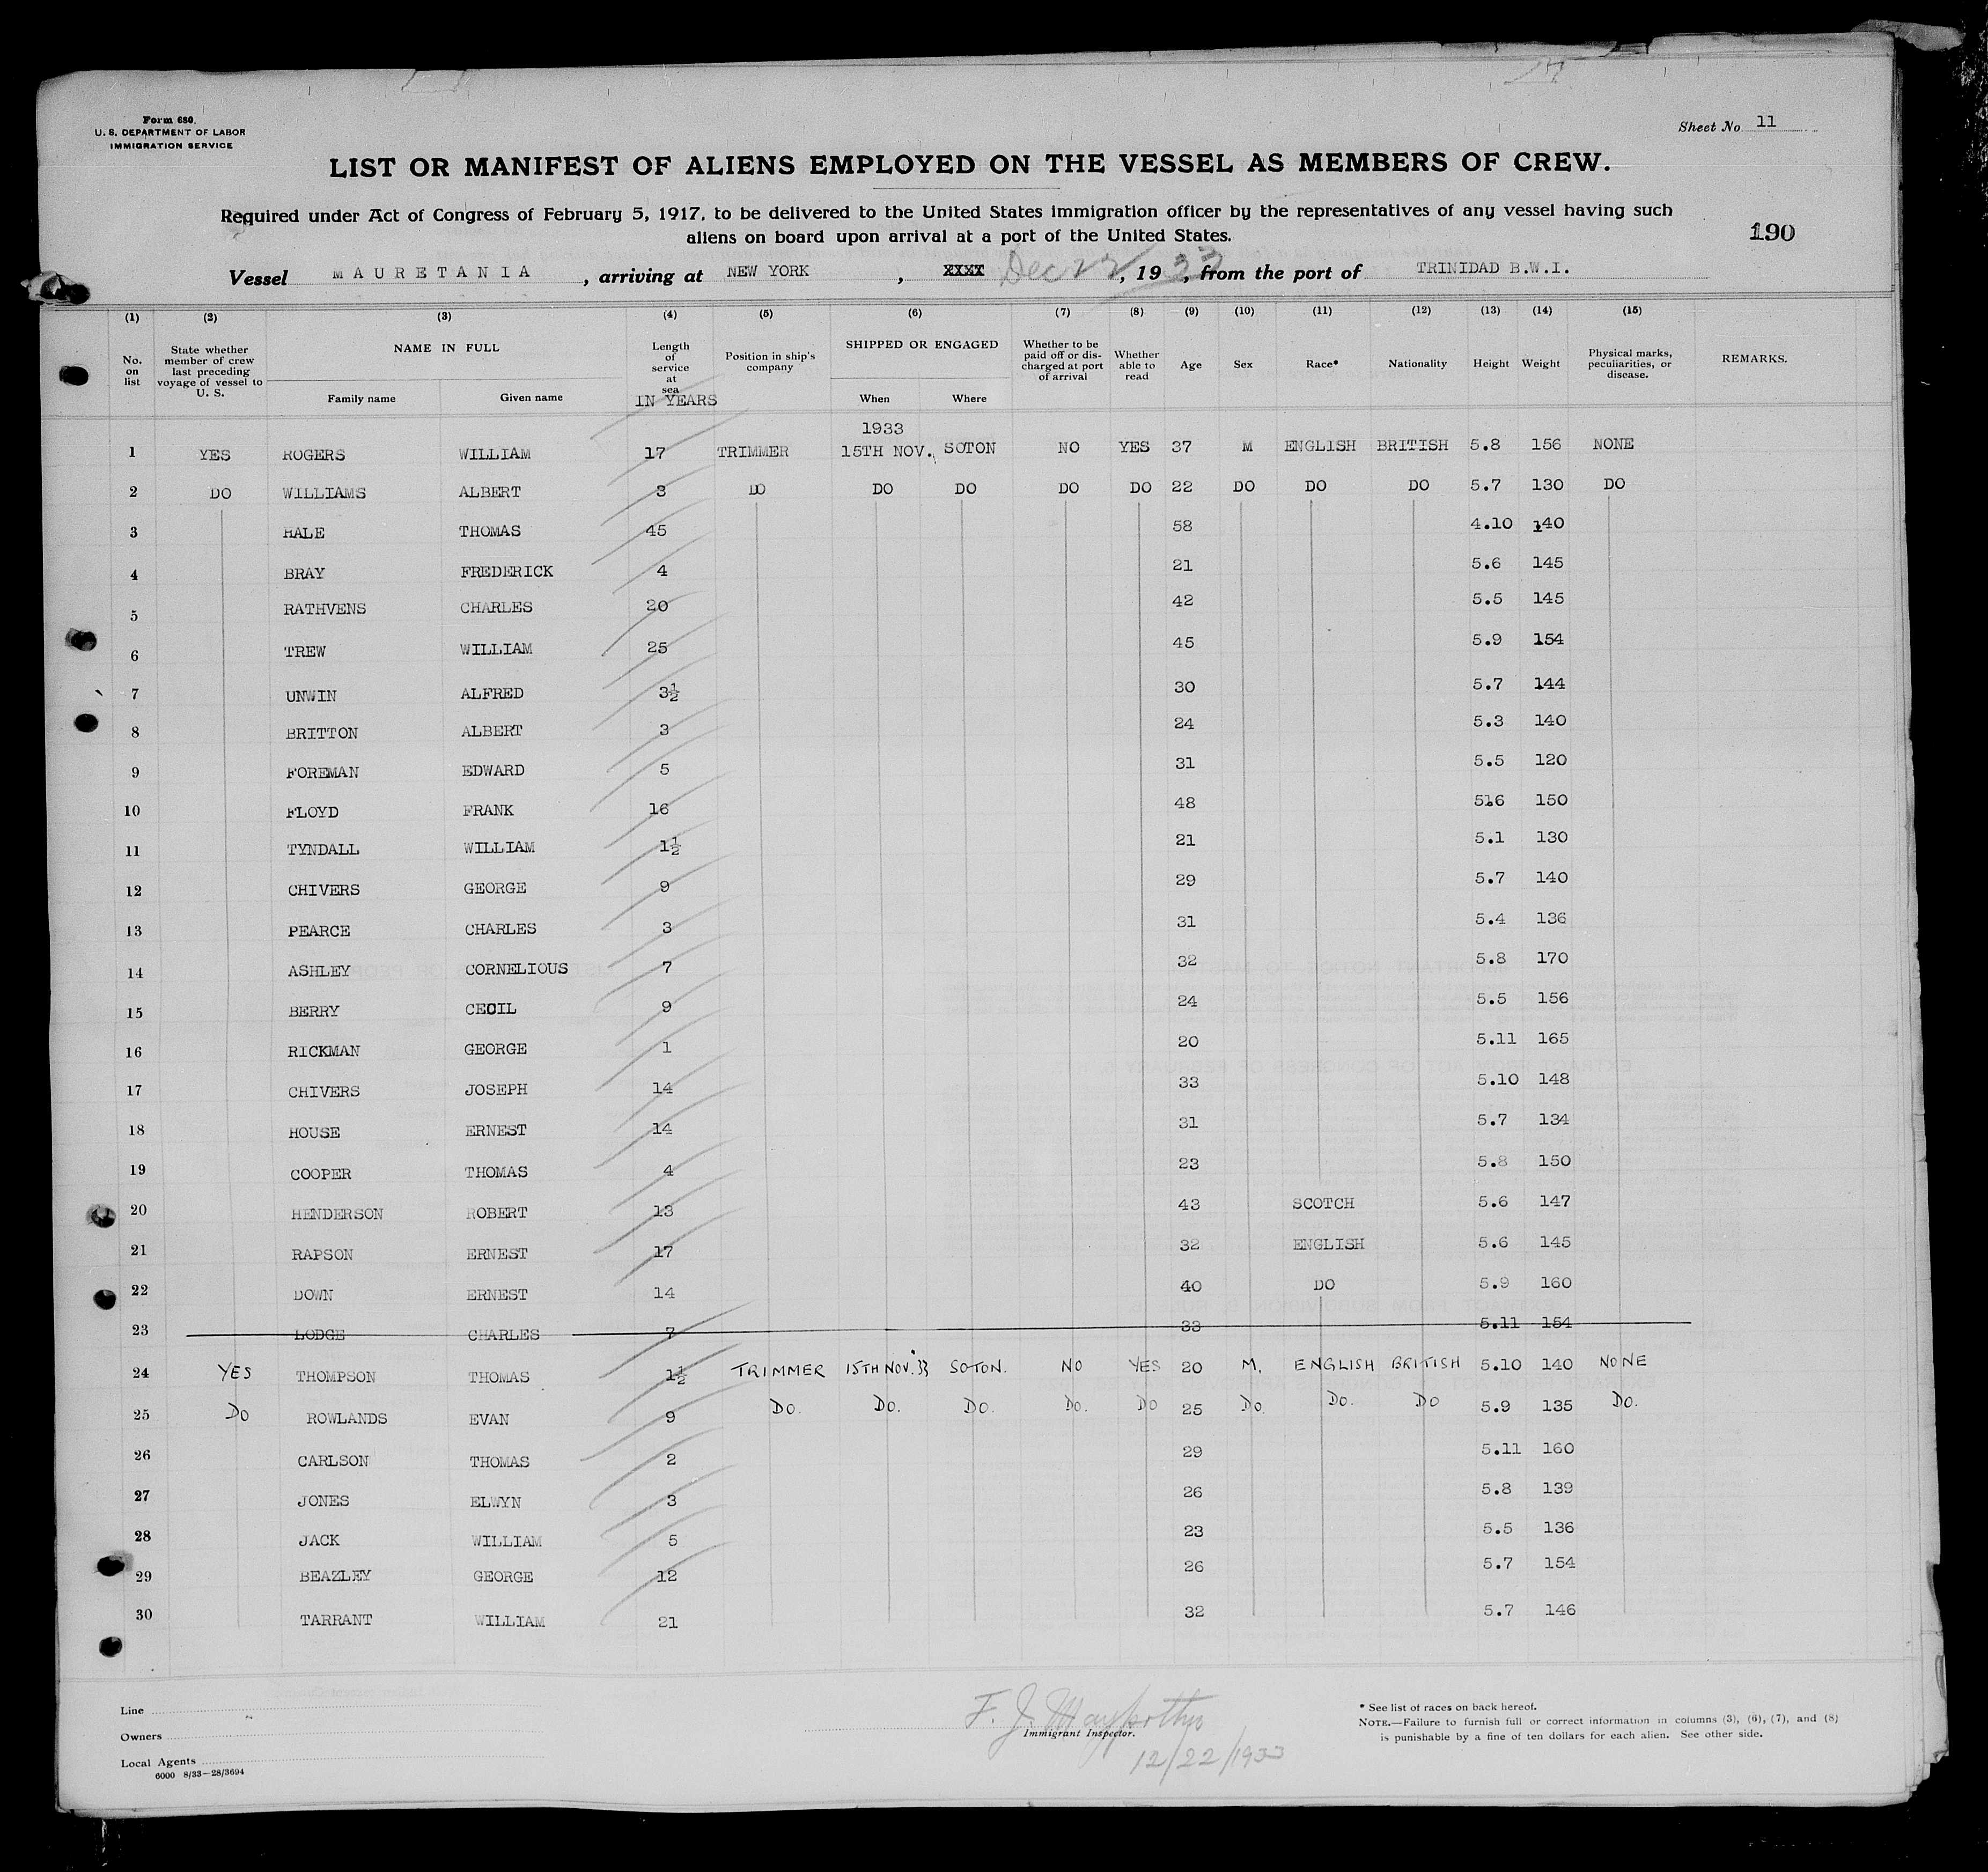 Form 680.
U. S. DEPARTMENT OF LABOR
IMMIGRATION SERVICE
Sheet No. 11
LIST OR MANIFEST OF ALIENS EMPLOYED ON THE VESSEL AS MEMBERS OF CREW.
Required under Act of Congress of February 5, 1917, to be delivered to the United States immigration officer by the representatives of any vessel having such
aliens on board upon arrival at a port of the United States.
190
Vessel MAURETANIA, arriving at NEW YORK, XXXX Dec 22, 1933, from the port of TRINIDAD B.W.I.
(1) (2) (3) (4) (5) (6) (7) (8) (9) (10) (11) (12) (13) (14) (15)
No. on list State whether member of crew last preceding voyage of vessel to U. S. NAME IN FULL Family name Given name Length of service at sea IN YEARS Position in ship's company SHIPPED OR ENGAGED When Where Whether to be paid off or discharged at port of arrival Whether able to read Age Sex Race* Nationality Height Weight Physical marks, peculiarities, or disease. REMARKS.
1933
1 YES ROGERS WILLIAM 17 TRIMMER 15TH NOV. SOTON NO YES 37 M ENGLISH BRITISH 5.8 156 NONE
2 DO WILLIAMS ALBERT 3 DO DO DO DO DO 22 DO DO DO 5.7 130 DO
3 HALE THOMAS 45 58 4.10 140
4 BRAY FREDERICK 4 21 5.6 145
5 RATHVENS CHARLES 20 42 5.5 145
6 TREW WILLIAM 25 45 5.9 154
7 UNWIN ALFRED 3½ 30 5.7 144
8 BRITTON ALBERT 3 24 5.3 140
9 FOREMAN EDWARD 5 31 5.5 120
10 FLOYD FRANK 16 48 516 150
11 TYNDALL WILLIAM 1½ 21 5.1 130
12 CHIVERS GEORGE 9 29 5.7 140
13 PEARCE CHARLES 3 31 5.4 136
14 ASHLEY CORNELIOUS 7 32 5.8 170
15 BERRY CECIL 9 24 5.5 156
16 RICKMAN GEORGE 1 20 5.11 165
17 CHIVERS JOSEPH 14 33 5.10 148
18 HOUSE ERNEST 14 31 5.7 134
19 COOPER THOMAS 4 23 5.8 150
20 HENDERSON ROBERT 13 43 SCOTCH 5.6 147
21 RAPSON ERNEST 17 32 ENGLISH 5.6 145
22 DOWN ERNEST 14 40 DO 5.9 160
23 LODGE CHARLES 7 33 5.11 154
24 YES THOMPSON THOMAS 1½ TRIMMER 15TH NOV. 33 SOTON. NO YES 20 M. ENGLISH BRITISH 5.10 140 NONE
25 DO ROWLANDS EVAN 9 DO. DO. DO. DO. DO 25 DO. DO. DO 5.9 135 DO.
26 CARLSON THOMAS 2 29 5.11 160
27 JONES ELWYN 3 26 5.8 139
28 JACK WILLIAM 5 23 5.5 136
29 BEAZLEY GEORGE 12 26 5.7 154
30 TARRANT WILLIAM 21 32 5.7 146
Line
Owners
Local Agents
6000 8/33—28/3694
F. J.
Immigrant Inspector.
12/22/1933
* See list of races on back hereof.
NOTE.—Failure to furnish full or correct information in columns (3), (6), (7), and (8)
is punishable by a fine of ten dollars for each alien. See other side.